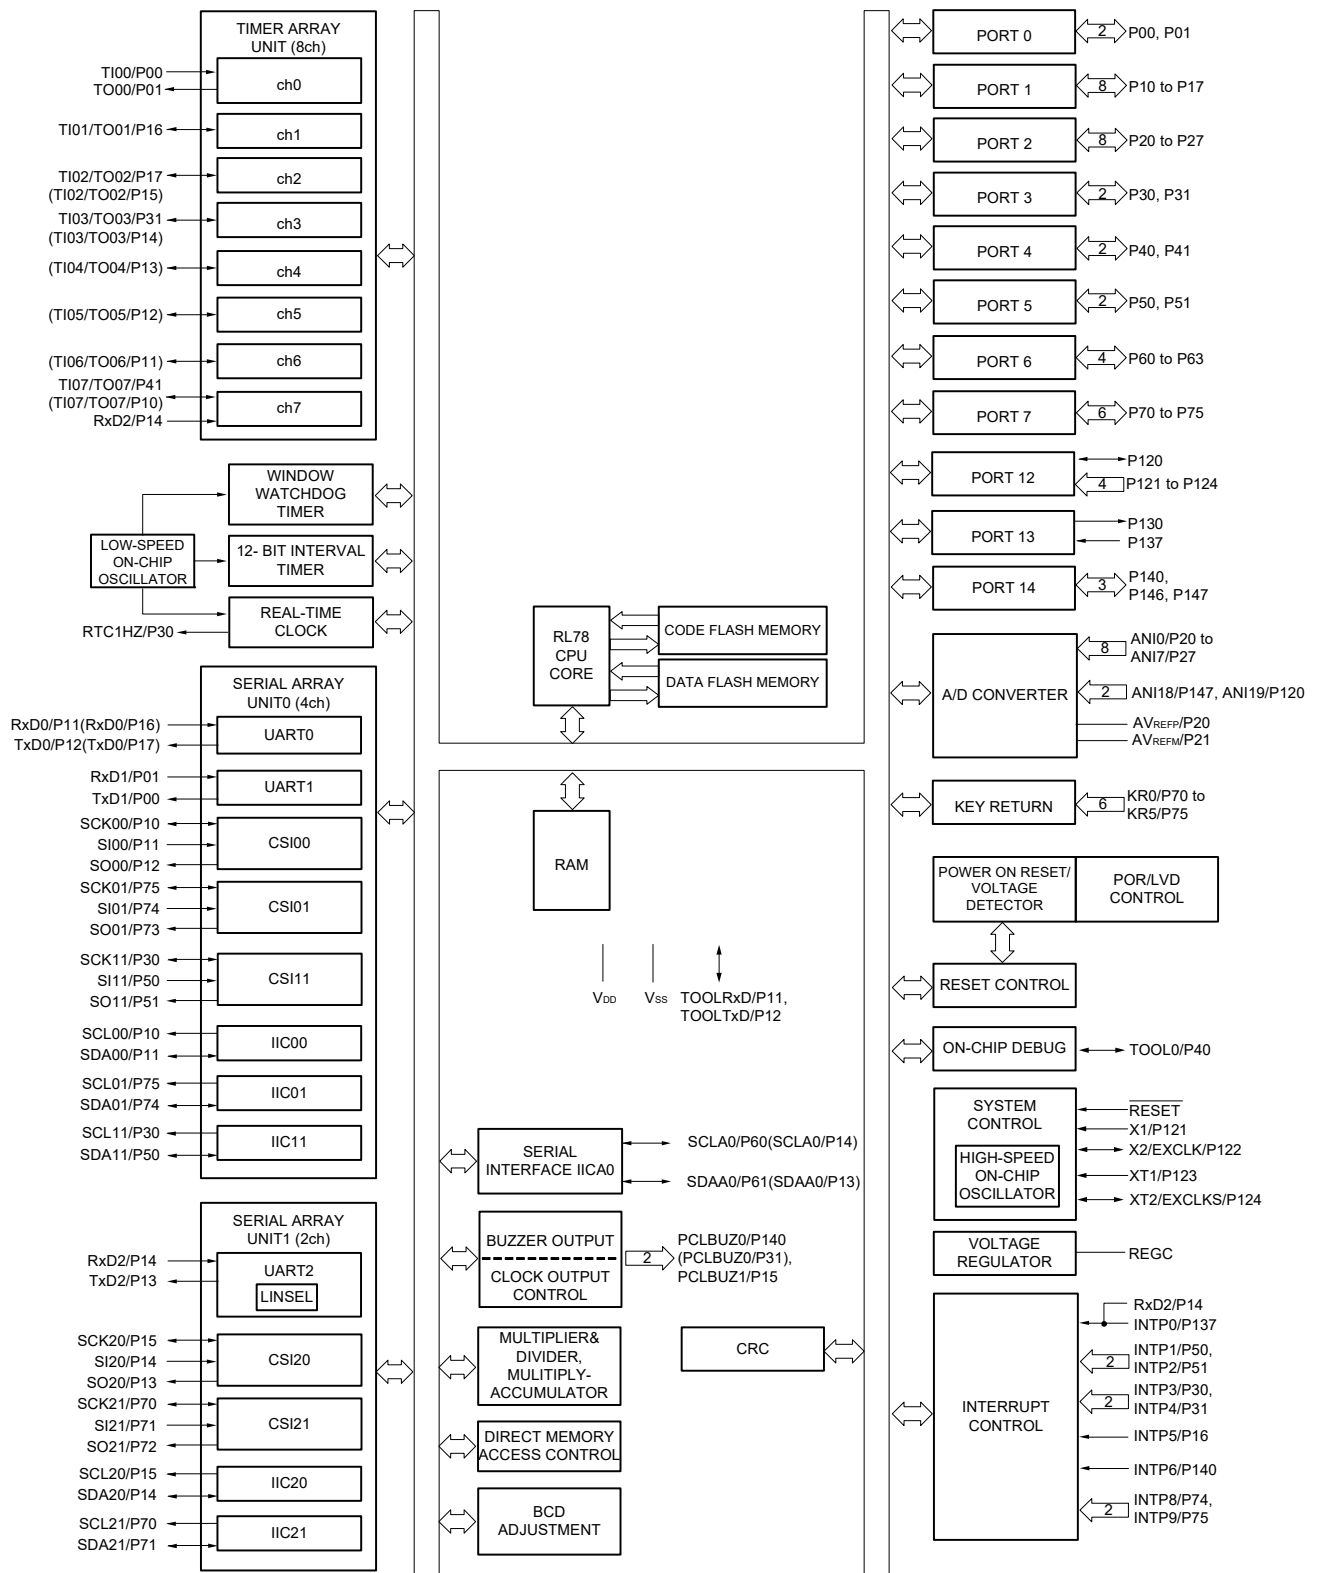 TIMER ARRAY
UNIT (8ch)
TI00/P00
TO00/P01
ch0
TI01/TO01/P16
ch1
TI02/TO02/P17
(TI02/TO02/P15)
ch2
TI03/TO03/P31
(TI03/TO03/P14)
ch3
(TI04/TO04/P13)
ch4
(TI05/TO05/P12)
ch5
(TI06/TO06/P11)
ch6
TI07/TO07/P41
(TI07/TO07/P10)
RxD2/P14
ch7
WINDOW
WATCHDOG
TIMER
LOW-SPEED
ON-CHIP
OSCILLATOR
12- BIT INTERVAL
TIMER
REAL-TIME
CLOCK
RTC1HZ/P30
SERIAL ARRAY
UNIT0 (4ch)
RxD0/P11(RxD0/P16)
TxD0/P12(TxD0/P17)
UART0
RxD1/P01
TxD1/P00
UART1
SCK00/P10
SI00/P11
SO00/P12
CSI00
SCK01/P75
SI01/P74
SO01/P73
CSI01
SCK11/P30
SI11/P50
SO11/P51
CSI11
SCL00/P10
SDA00/P11
IIC00
SCL01/P75
SDA01/P74
IIC01
SCL11/P30
SDA11/P50
IIC11
SERIAL ARRAY
UNIT1 (2ch)
RxD2/P14
TxD2/P13
UART2
LINSEL
SCK20/P15
SI20/P14
SO20/P13
CSI20
SCK21/P70
SI21/P71
SO21/P72
CSI21
SCL20/P15
SDA20/P14
IIC20
SCL21/P70
SDA21/P71
IIC21
RL78
CPU
CORE
CODE FLASH MEMORY
DATA FLASH MEMORY
RAM
VDD
VSS
TOOLRxD/P11,
TOOLTxD/P12
SERIAL
INTERFACE IICA0
SCLA0/P60(SCLA0/P14)
SDAA0/P61(SDAA0/P13)
BUZZER OUTPUT
CLOCK OUTPUT
CONTROL
2
PCLBUZ0/P140
(PCLBUZ0/P31),
PCLBUZ1/P15
MULTIPLIER&
DIVIDER,
MULITIPLY-
ACCUMULATOR
CRC
DIRECT MEMORY
ACCESS CONTROL
BCD
ADJUSTMENT
PORT 0
2
P00, P01
PORT 1
8
P10 to P17
PORT 2
8
P20 to P27
PORT 3
2
P30, P31
PORT 4
2
P40, P41
PORT 5
2
P50, P51
PORT 6
4
P60 to P63
PORT 7
6
P70 to P75
PORT 12
P120
4
P121 to P124
PORT 13
P130
P137
PORT 14
3
P140,
P146, P147
A/D CONVERTER
8
ANI0/P20 to
ANI7/P27
2
ANI18/P147, ANI19/P120
AVREFP/P20
AVREFM/P21
KEY RETURN
6
KR0/P70 to
KR5/P75
POWER ON RESET/
VOLTAGE
DETECTOR
POR/LVD
CONTROL
RESET CONTROL
ON-CHIP DEBUG
TOOL0/P40
SYSTEM
CONTROL
HIGH-SPEED
ON-CHIP
OSCILLATOR
RESET
X1/P121
X2/EXCLK/P122
XT1/P123
XT2/EXCLKS/P124
VOLTAGE
REGULATOR
REGC
INTERRUPT
CONTROL
RxD2/P14
INTP0/P137
2
INTP1/P50,
INTP2/P51
2
INTP3/P30,
INTP4/P31
INTP5/P16
INTP6/P140
2
INTP8/P74,
INTP9/P75